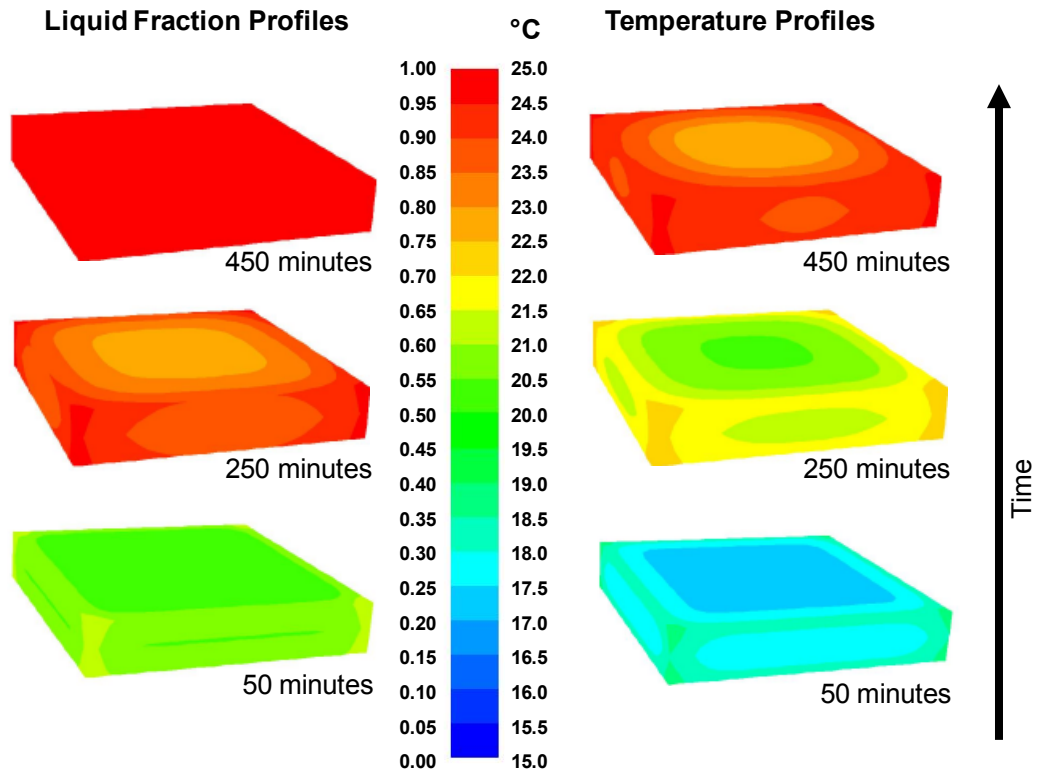 Liquid Fraction Profiles
°C
Temperature Profiles
1.00 25.0
0.95 24.5
0.90 24.0
0.85 23.5
0.80 23.0
0.75 22.5
0.70 22.0
0.65 21.5
0.60 21.0
0.55 20.5
0.50 20.0
0.45 19.5
0.40 19.0
0.35 18.5
0.30 18.0
0.25 17.5
0.20 17.0
0.15 16.5
0.10 16.0
0.05 15.5
0.00 15.0
450 minutes
450 minutes
250 minutes
250 minutes
50 minutes
50 minutes
Time